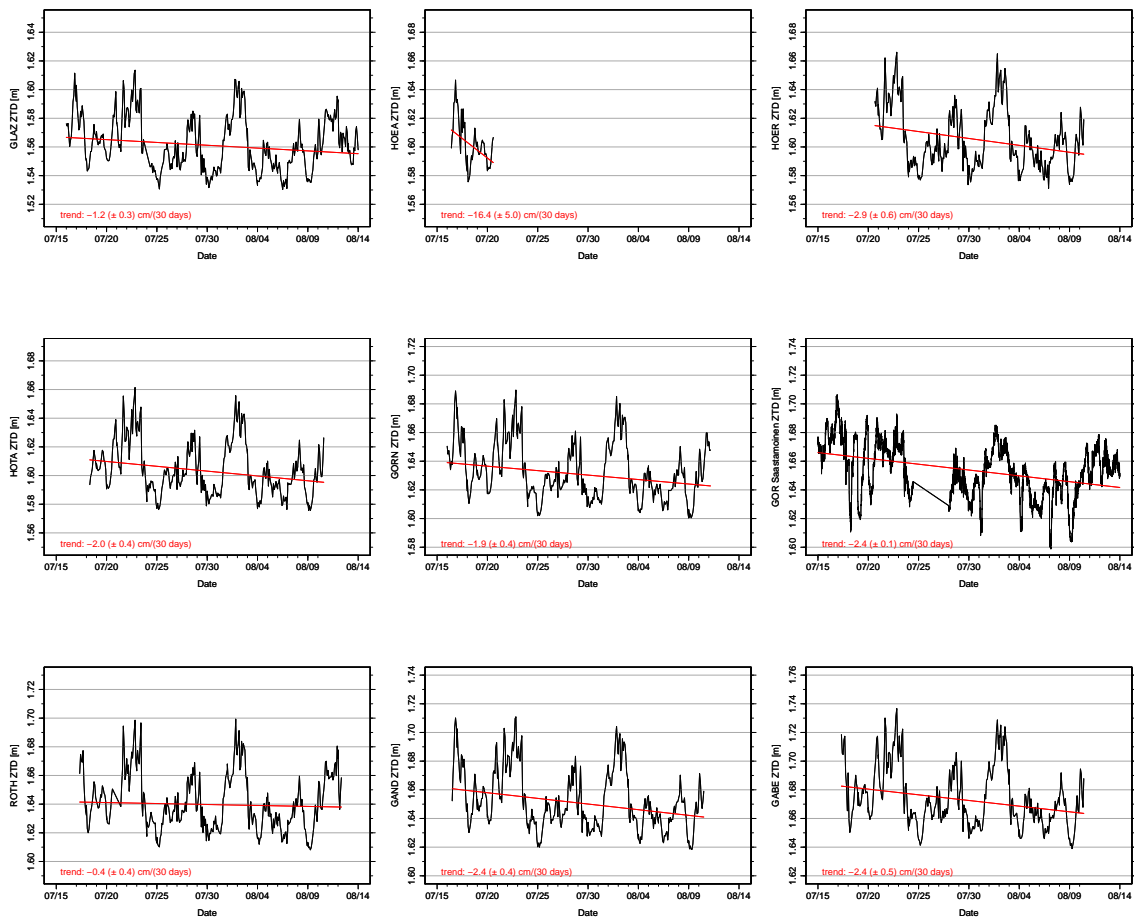 GLAZ ZTD [m]
1.52 1.54 1.56 1.58 1.60 1.62 1.64
trend: −1.2 (± 0.3) cm/(30 days)
07/15 07/20 07/25 07/30 08/04 08/09 08/14
Date
HOEA ZTD [m]
1.56 1.58 1.60 1.62 1.64 1.66 1.68
trend: −16.4 (± 5.0) cm/(30 days)
07/15 07/20 07/25 07/30 08/04 08/09 08/14
Date
HOER ZTD [m]
1.56 1.58 1.60 1.62 1.64 1.66 1.68
trend: −2.9 (± 0.6) cm/(30 days)
07/15 07/20 07/25 07/30 08/04 08/09 08/14
Date
HOTA ZTD [m]
1.56 1.58 1.60 1.62 1.64 1.66 1.68
trend: −2.0 (± 0.4) cm/(30 days)
07/15 07/20 07/25 07/30 08/04 08/09 08/14
Date
GORN ZTD [m]
1.58 1.60 1.62 1.64 1.66 1.68 1.70 1.72
trend: −1.9 (± 0.4) cm/(30 days)
07/15 07/20 07/25 07/30 08/04 08/09 08/14
Date
GOR Saastamoinen ZTD [m]
1.60 1.62 1.64 1.66 1.68 1.70 1.72 1.74
trend: −2.4 (± 0.1) cm/(30 days)
07/15 07/20 07/25 07/30 08/04 08/09 08/14
Date
ROTH ZTD [m]
1.60 1.62 1.64 1.66 1.68 1.70 1.72
trend: −0.4 (± 0.4) cm/(30 days)
07/15 07/20 07/25 07/30 08/04 08/09 08/14
Date
GAND ZTD [m]
1.60 1.62 1.64 1.66 1.68 1.70 1.72 1.74
trend: −2.4 (± 0.4) cm/(30 days)
07/15 07/20 07/25 07/30 08/04 08/09 08/14
Date
GABE ZTD [m]
1.62 1.64 1.66 1.68 1.70 1.72 1.74 1.76
trend: −2.4 (± 0.5) cm/(30 days)
07/15 07/20 07/25 07/30 08/04 08/09 08/14
Date